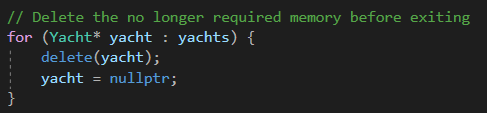 // Delete the no longer required memory before exiting
for (Yacht* yacht : yachts) {
    delete(yacht);
    yacht = nullptr;
}